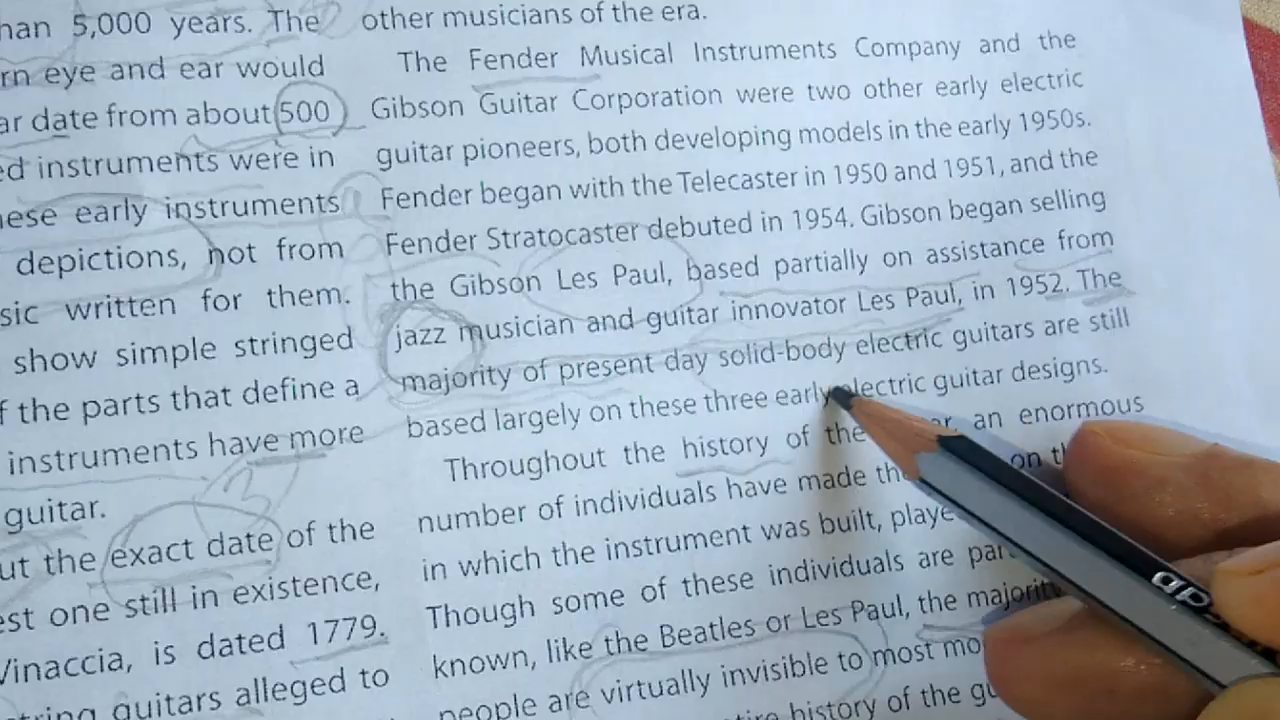 han 5,000 years. The
rn eye and ear would
ar date from about 500
ed instruments were in
hese early instruments
depictions, not from
sic written for them.
show simple stringed
f the parts that define a
instruments have more
guitar.
ut the exact date of the
est one still in existence,
Vinaccia, is dated 1779.
tring guitars alleged to
other musicians of the era.
The Fender Musical Instruments Company and the
Gibson Guitar Corporation were two other early electric
guitar pioneers, both developing models in the early 1950s.
Fender began with the Telecaster in 1950 and 1951, and the
Fender Stratocaster debuted in 1954. Gibson began selling
the Gibson Les Paul, based partially on assistance from
jazz musician and guitar innovator Les Paul, in 1952. The
majority of present day solid-body electric guitars are still
based largely on these three early electric guitar designs.
Throughout the history of the an enormous
number of individuals have made on
in which the instrument was built,
Though some of these individuals are
known, like the Beatles or Les Paul, the majority
people are virtually invisible to most
history of the